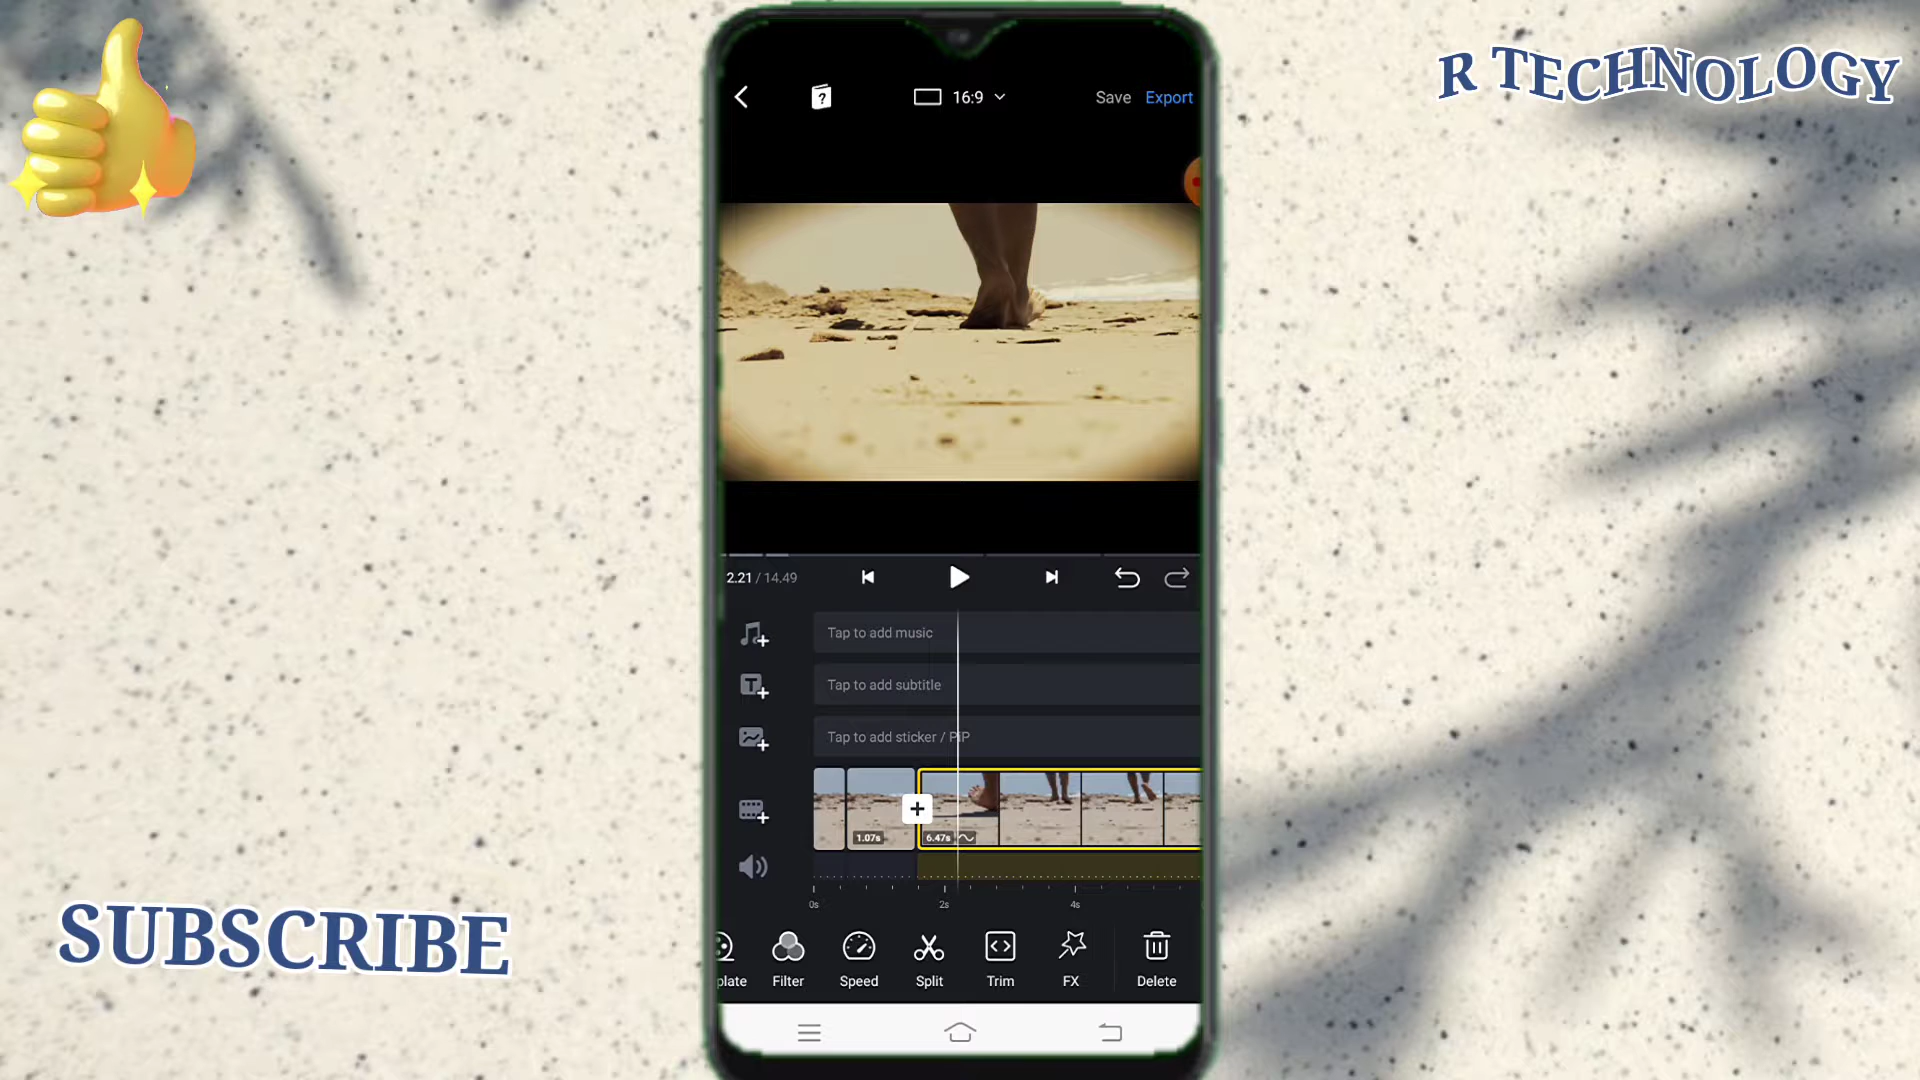 R TECHNOLOGY
16:9
Save
Export
2.21 / 14.49
Tap to add music
Tap to add subtitle
Tap to add sticker / PiP
1.07s
6.47s
0s
2s
4s
plate
Filter
Speed
Split
Trim
FX
Delete
SUBSCRIBE